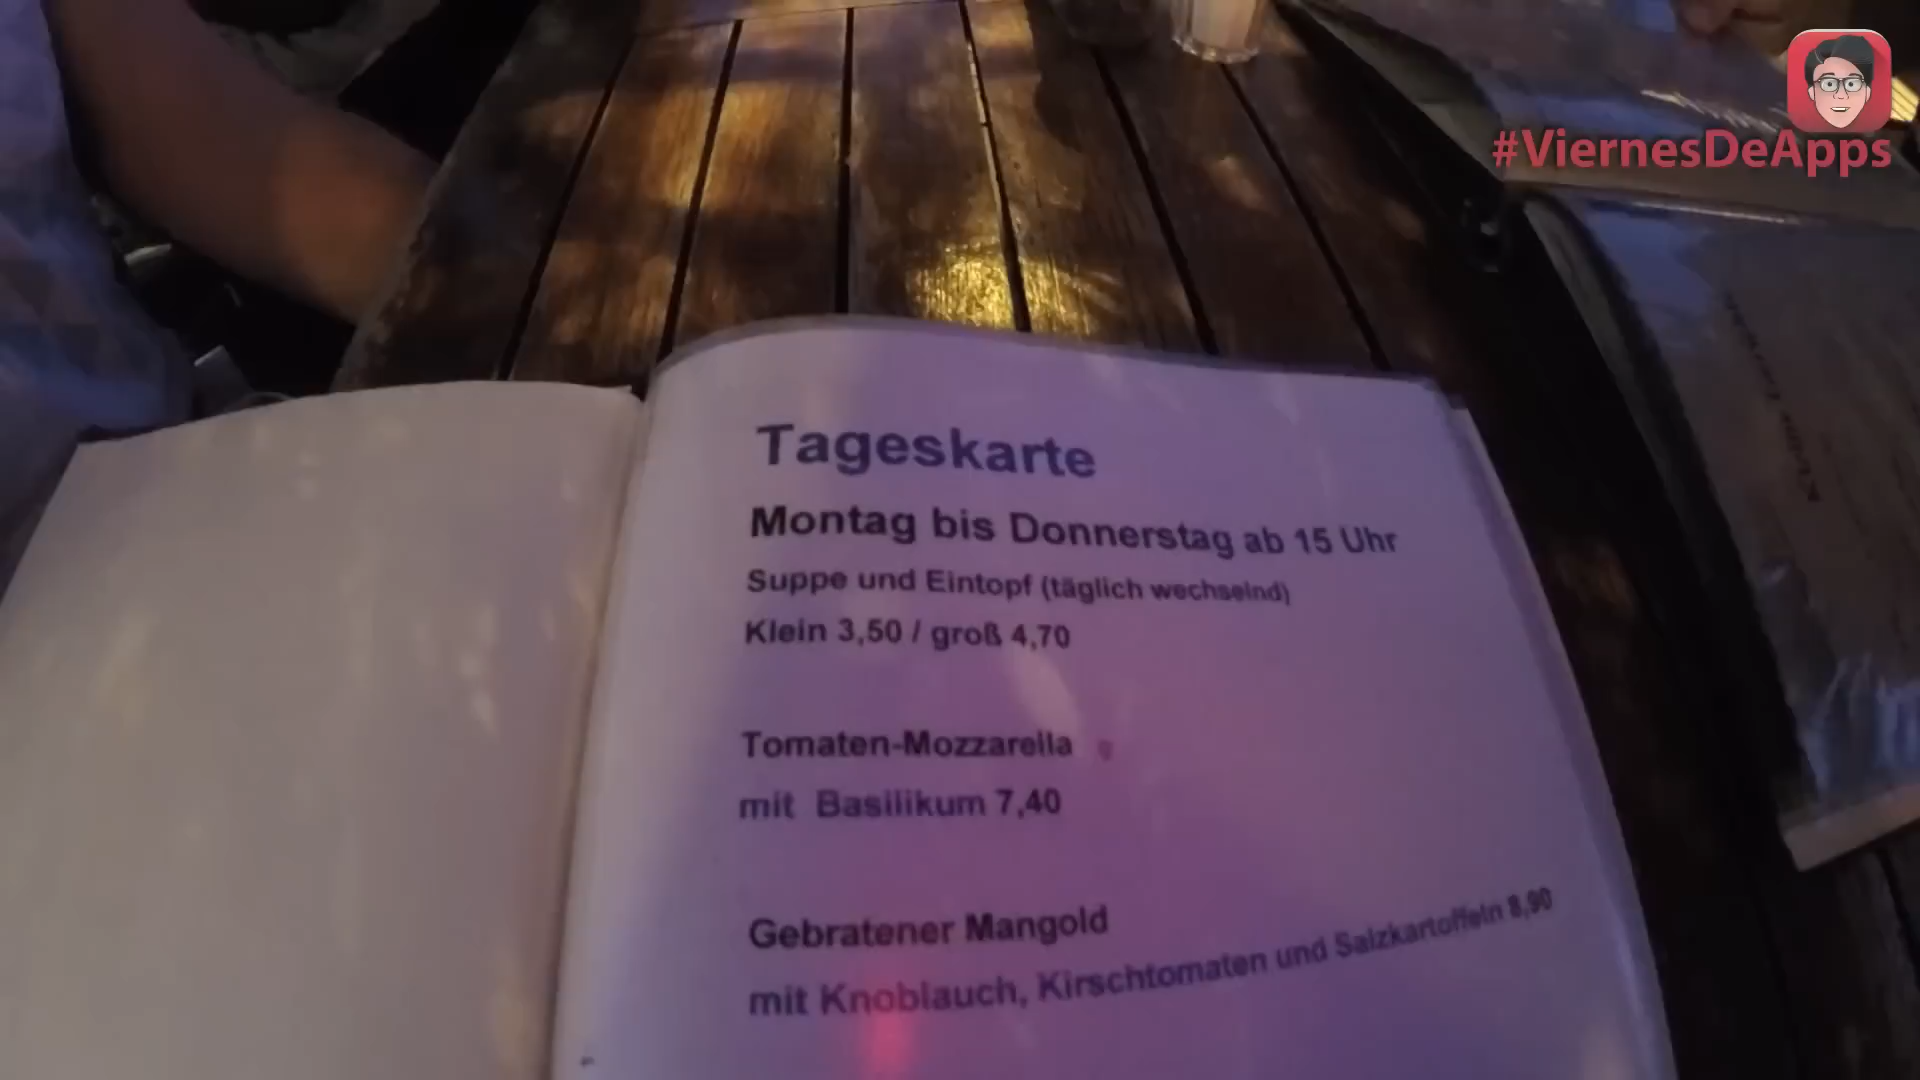 #ViernesDeApps
Tageskarte
Montag bis Donnerstag ab 15 Uhr
Suppe und Eintopf (täglich wechselnd)
Klein 3,50 / groß 4,70
Tomaten-Mozzarella
mit Basilikum 7,40
Gebratener Mangold
mit Knoblauch, Kirschtomaten und Salzkartoffeln 8,90